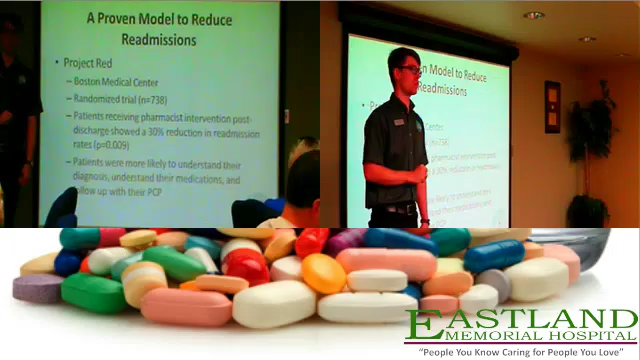 A Proven Model to Reduce
Readmissions
• Project Red
– Boston Medical Center
– Randomized trial (n=738)
– Patients receiving pharmacist intervention post-
discharge showed a 30% reduction in readmission
rates (p=0.009)
– Patients were more likely to understand their
diagnosis, understand their medications, and
follow up with their PCP
en Model to Reduce
Readmissions
EASTLAND
MEMORIAL HOSPITAL
“People You Know Caring for People You Love”